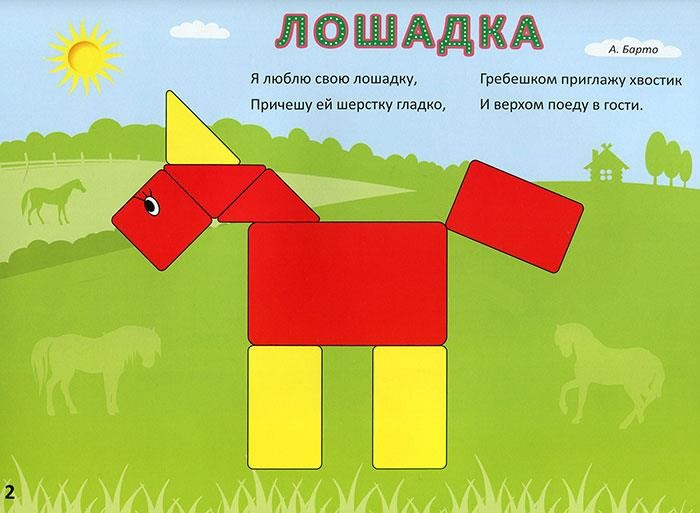 ЛОШАДКА
А. Барто
Я люблю свою лошадку,
Причешу ей шерстку гладко,
Гребешком приглажу хвостик
И верхом поеду в гости.
2